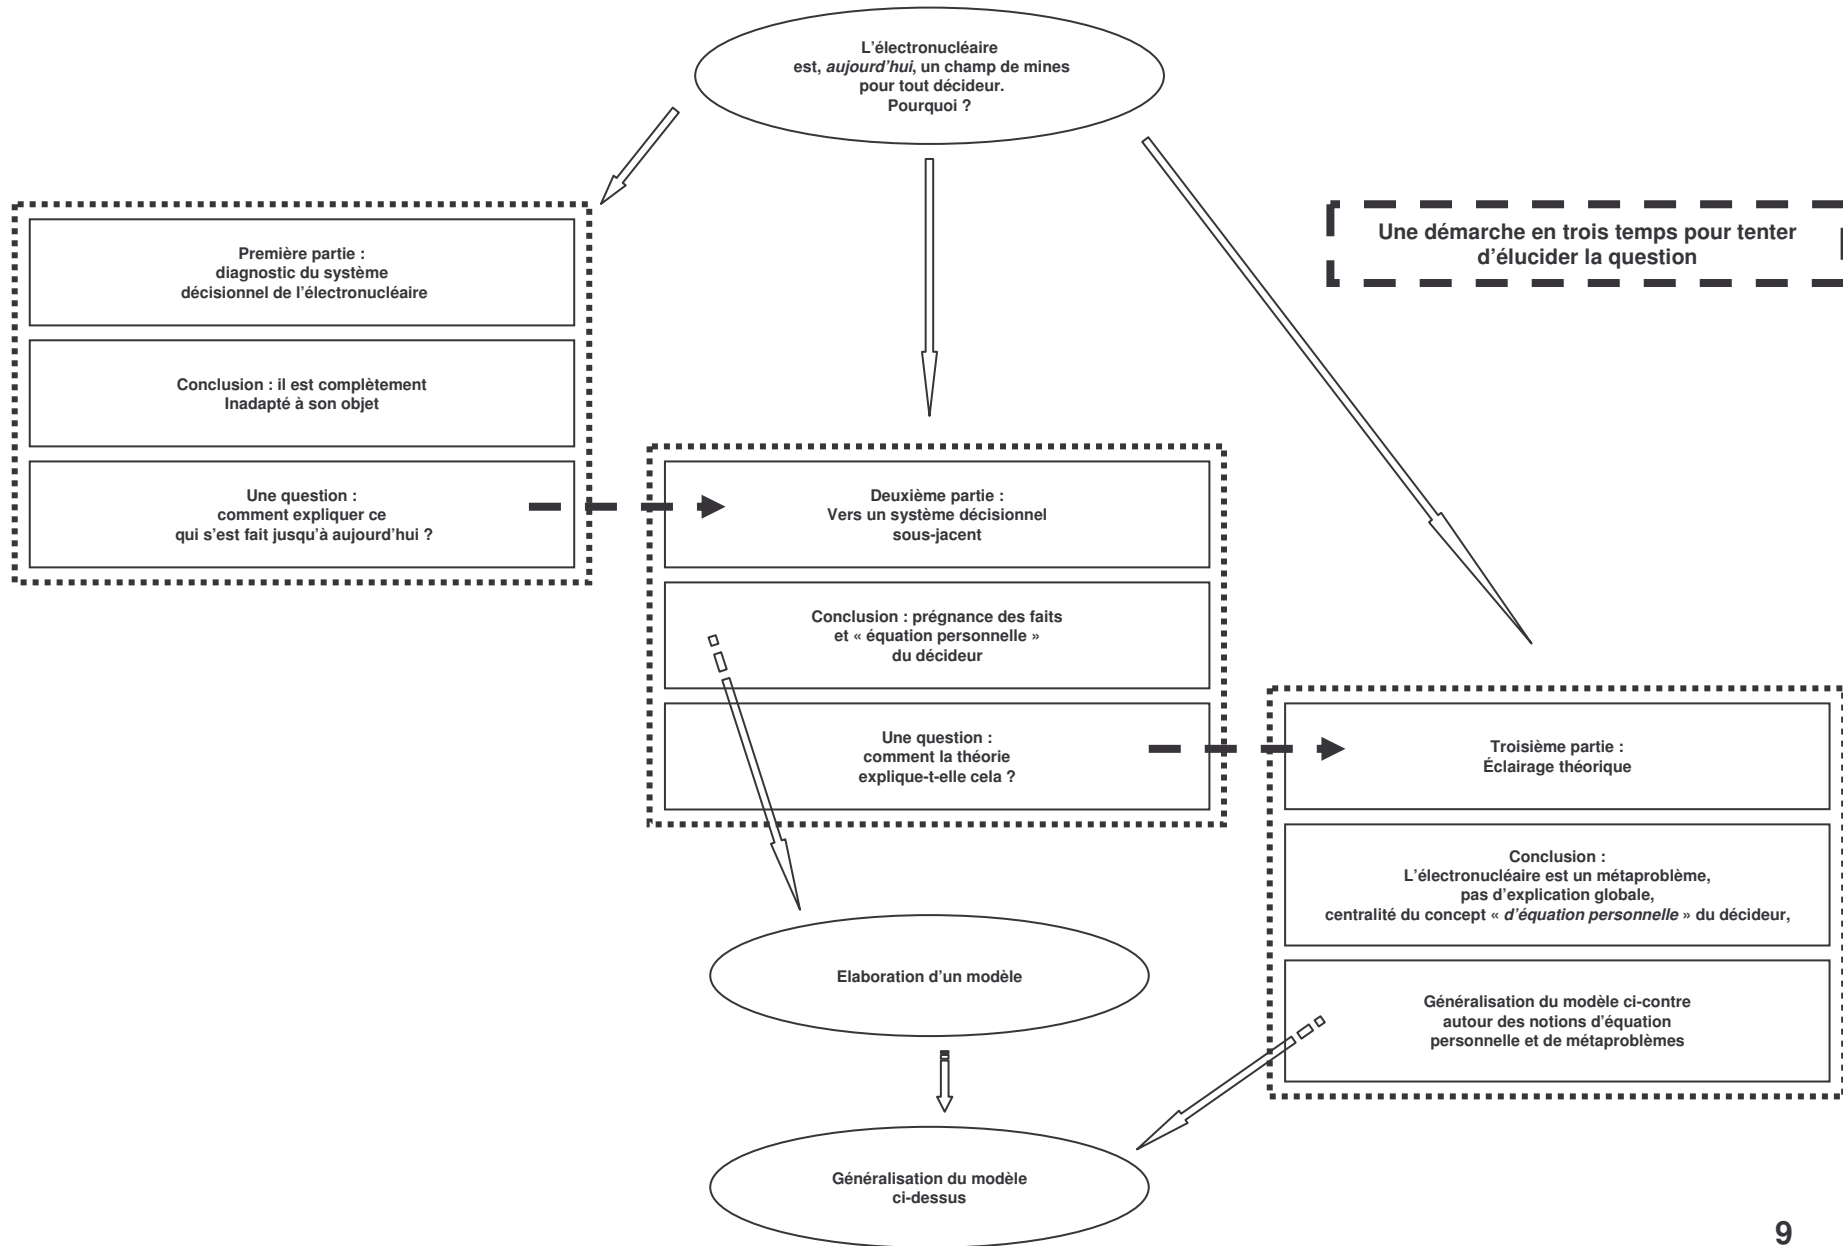 L'électronucléaire
est, aujourd'hui, un champ de mines
pour tout décideur.
Pourquoi ?
Une démarche en trois temps pour tenter
d'élucider la question
Première partie :
diagnostic du système
décisionnel de l'électronucléaire
Conclusion : il est complètement
Inadapté à son objet
Une question :
comment expliquer ce
qui s'est fait jusqu'à aujourd'hui ?
Deuxième partie :
Vers un système décisionnel
sous-jacent
Conclusion : prégnance des faits
et « équation personnelle »
du décideur
Une question :
comment la théorie
explique-t-elle cela ?
Troisième partie :
Éclairage théorique
Conclusion :
L'électronucléaire est un métaproblème,
pas d'explication globale,
centralité du concept « d'équation personnelle » du décideur,
Généralisation du modèle ci-contre
autour des notions d'équation
personnelle et de métaproblèmes
Elaboration d'un modèle
Généralisation du modèle
ci-dessus
9